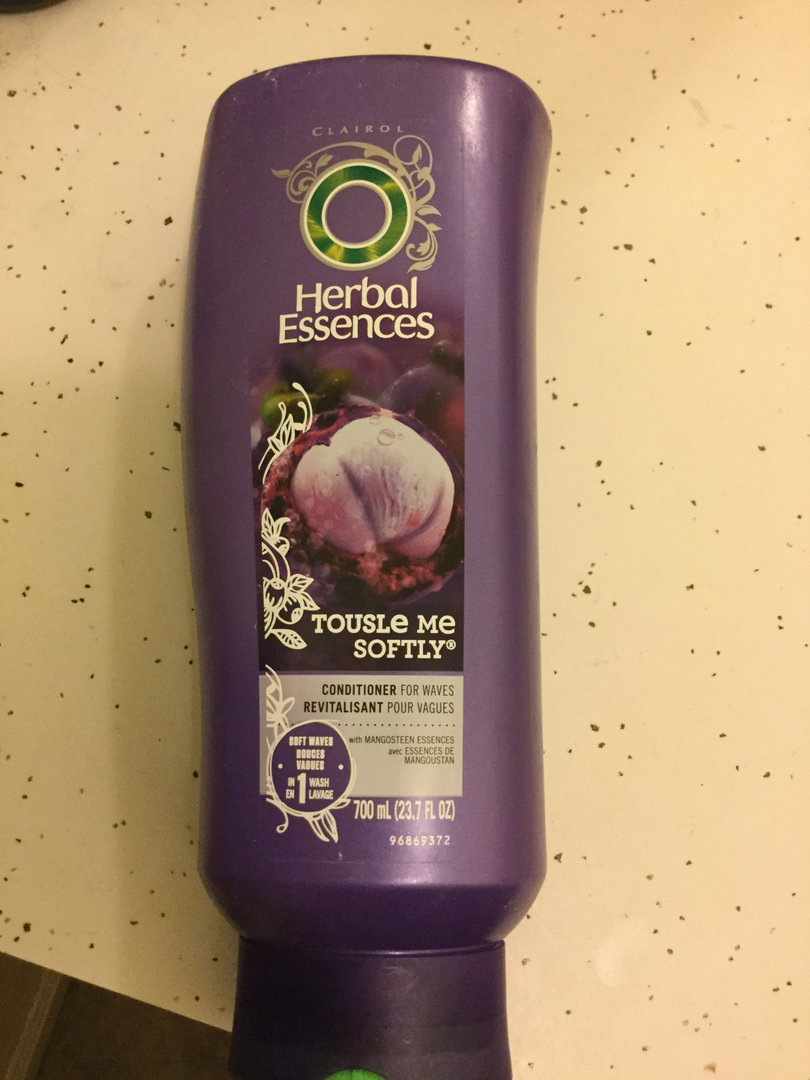 CLAIROL
Herbal
Essences
TOUSLe Me
SOFTLY®
CONDITIONER FOR WAVES
REVITALISANT POUR VAGUES
with MANGOSTEEN ESSENCES
avec ESSENCES DE
MANGOUSTAN
SOFT WAVES
DOUCES
VAGUES
IN 1 WASH
EN LAVAGE
700 mL (23.7 FL OZ)
96869372